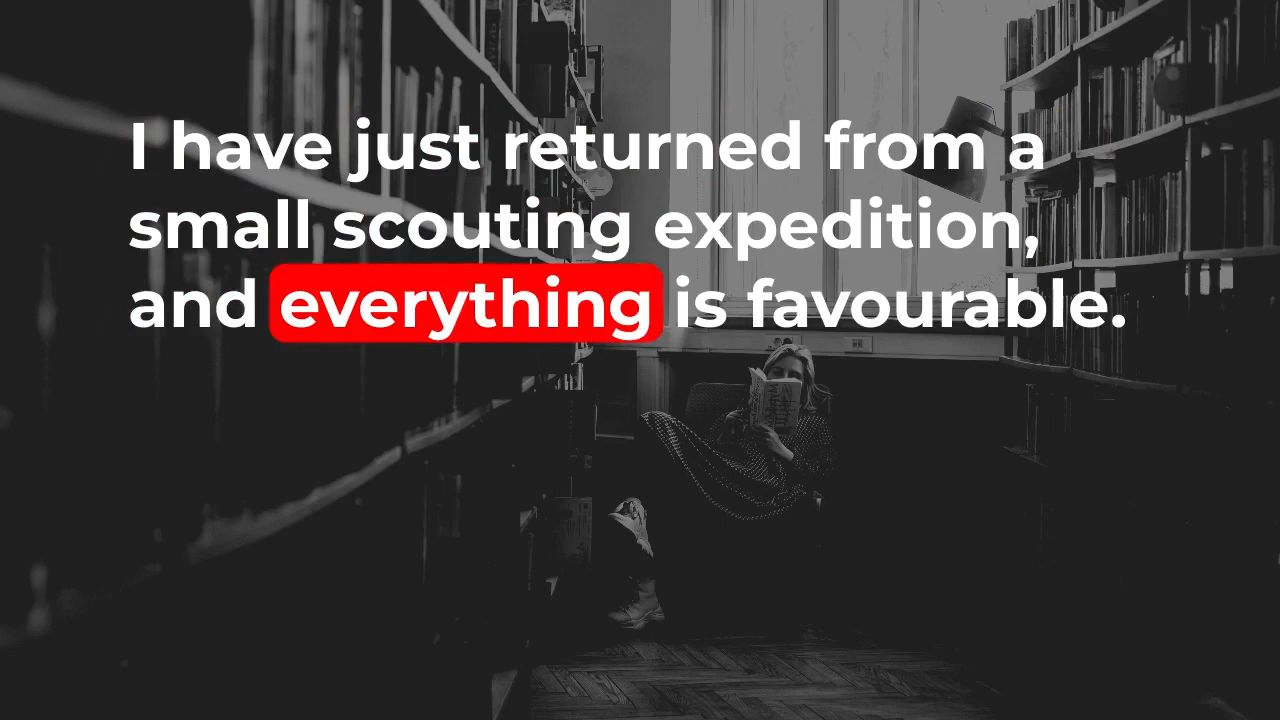 I have just returned from a
small scouting expedition,
and everything is favourable.